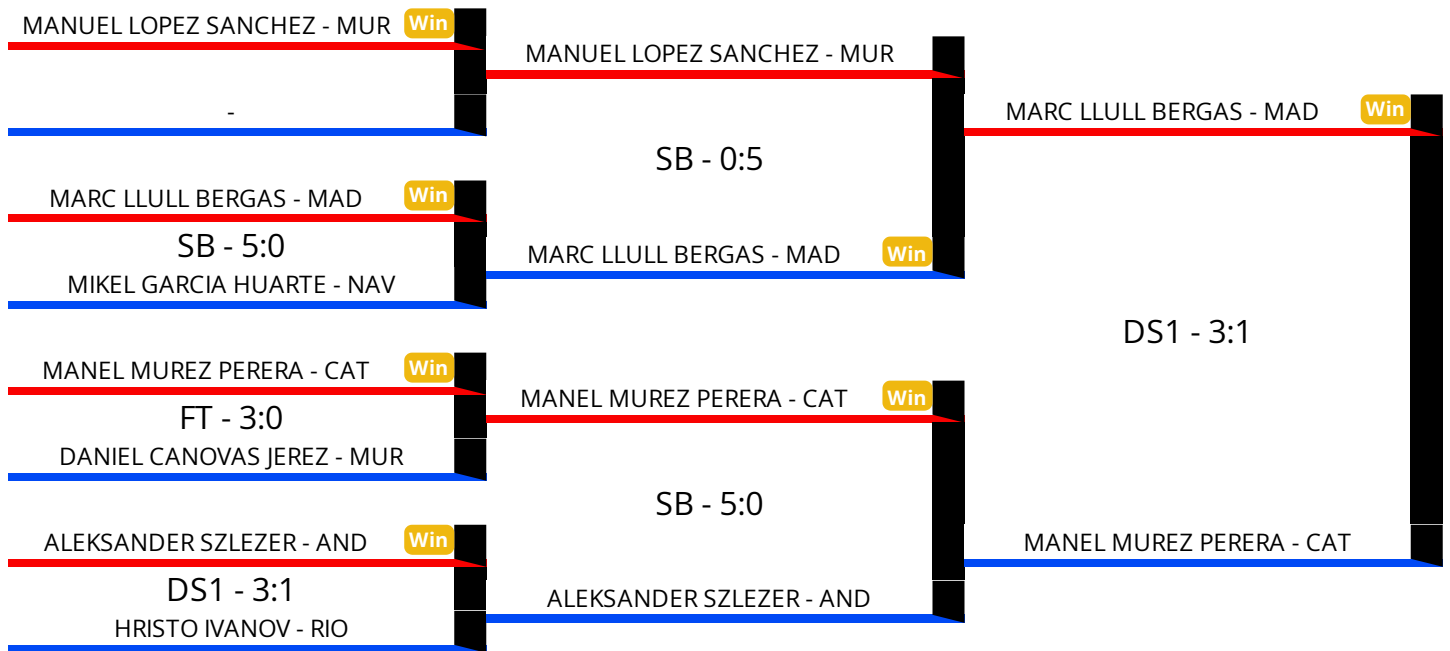 MANUEL LOPEZ SANCHEZ - MUR Win
-
MARC LLULL BERGAS - MAD Win
SB - 5:0
MIKEL GARCIA HUARTE - NAV
MANEL MUREZ PERERA - CAT Win
FT - 3:0
DANIEL CANOVAS JEREZ - MUR
ALEKSANDER SZLEZER - AND Win
DS1 - 3:1
HRISTO IVANOV - RIO
MANUEL LOPEZ SANCHEZ - MUR
SB - 0:5
MARC LLULL BERGAS - MAD Win
MANEL MUREZ PERERA - CAT Win
SB - 5:0
ALEKSANDER SZLEZER - AND
MARC LLULL BERGAS - MAD Win
DS1 - 3:1
MANEL MUREZ PERERA - CAT